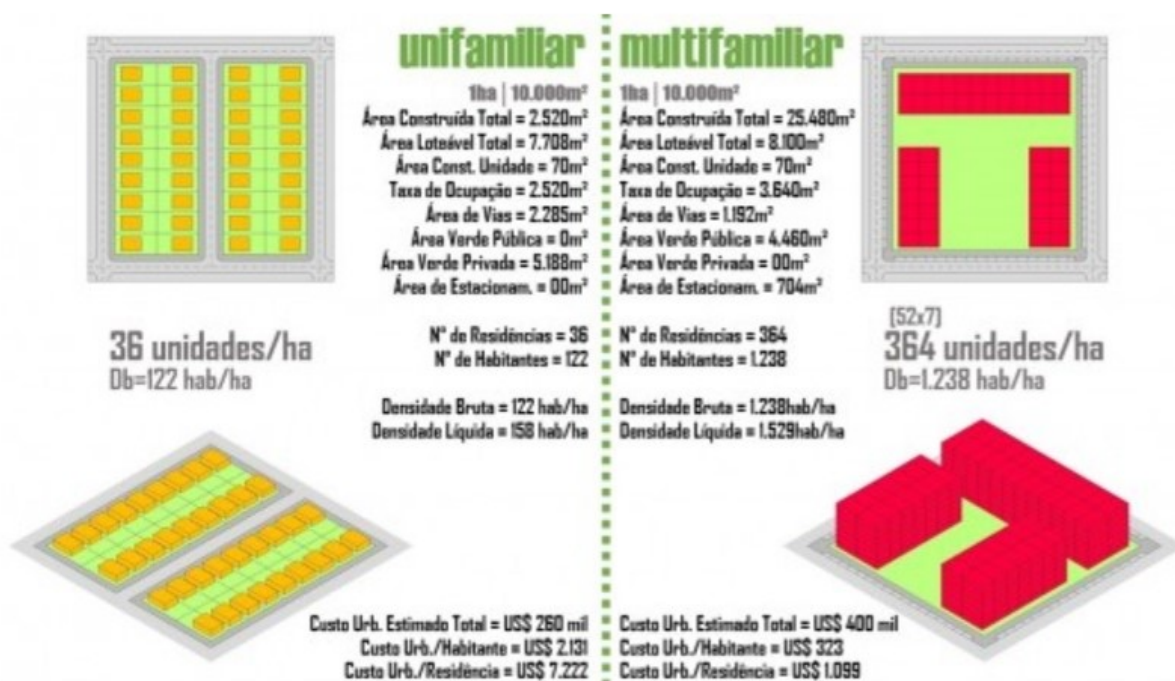 unifamiliar
1ha | 10.000m²
Área Construída Total = 2.520m²
Área Loteável Total = 7.708m²
Área Const. Unidade = 70m²
Taxa de Ocupação = 2.520m²
Área de Vias = 2.285m²
Área Verde Pública = 0m²
Área Verde Privada = 5.188m²
Área de Estacionam. = 00m²
36 unidades/ha
Db=122 hab/ha
N° de Residências = 36
N° de Habitantes = 122
Densidade Bruta = 122 hab/ha
Densidade Líquida = 158 hab/ha
Custo Urb. Estimado Total = US$ 260 mil
Custo Urb./Habitante = US$ 2.131
Custo Urb./Residência = US$ 7.222
multifamiliar
1ha | 10.000m²
Área Construída Total = 25.480m²
Área Loteável Total = 8.100m²
Área Const. Unidade = 70m²
Taxa de Ocupação = 3.640m²
Área de Vias = 1.192m²
Área Verde Pública = 4.460m²
Área Verde Privada = 00m²
Área de Estacionam. = 704m²
N° de Residências = 364
N° de Habitantes = 1.238
[52x7]
364 unidades/ha
Db=1.238 hab/ha
Densidade Bruta = 1.238hab/ha
Densidade Líquida = 1.529hab/ha
Custo Urb. Estimado Total = US$ 400 mil
Custo Urb./Habitante = US$ 323
Custo Urb./Residência = US$ 1.099